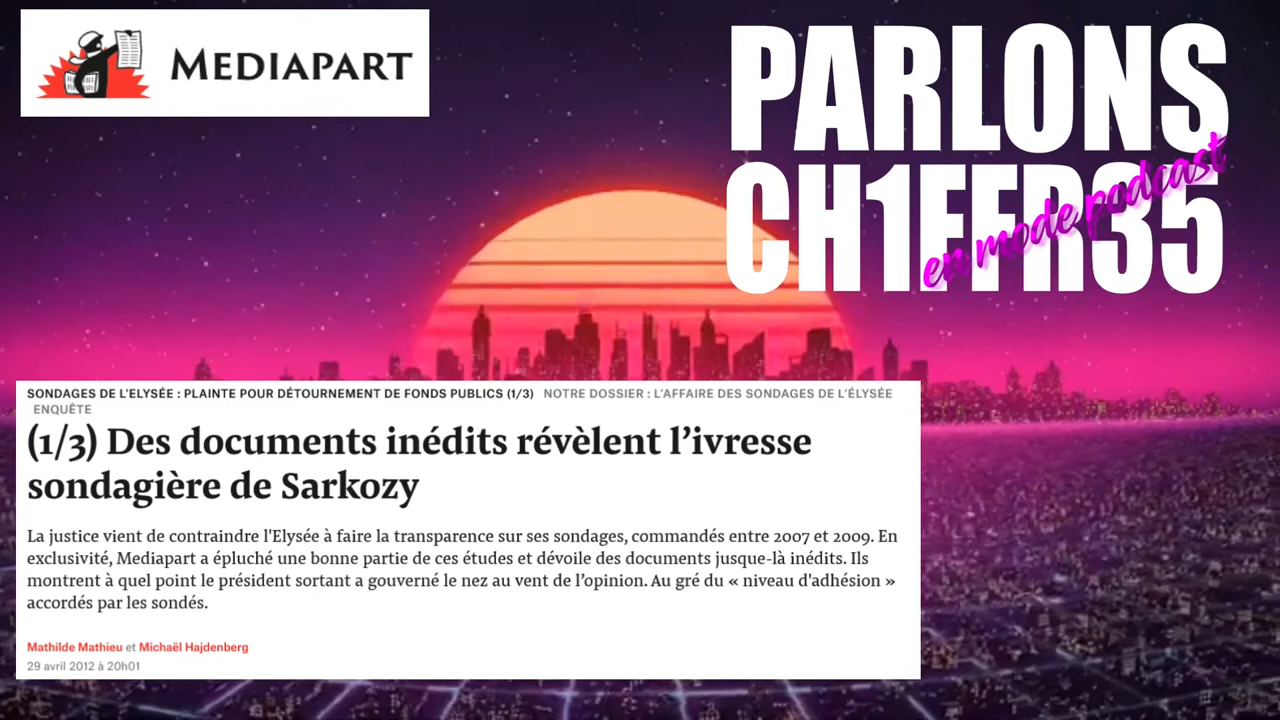 MEDIAPART
PARLONS
CH1FFR35
en mode podcast
SONDAGES DE L'ELYSÉE : PLAINTE POUR DÉTOURNEMENT DE FONDS PUBLICS (1/3) NOTRE DOSSIER : L'AFFAIRE DES SONDAGES DE L'ÉLYSÉE
ENQUÊTE
(1/3) Des documents inédits révèlent l’ivresse
sondagière de Sarkozy
La justice vient de contraindre l'Elysée à faire la transparence sur ses sondages, commandés entre 2007 et 2009. En
exclusivité, Mediapart a épluché une bonne partie de ces études et dévoile des documents jusque-là inédits. Ils
montrent à quel point le président sortant a gouverné le nez au vent de l’opinion. Au gré du « niveau d'adhésion »
accordés par les sondés.
Mathilde Mathieu et Michaël Hajdenberg
29 avril 2012 à 20h01